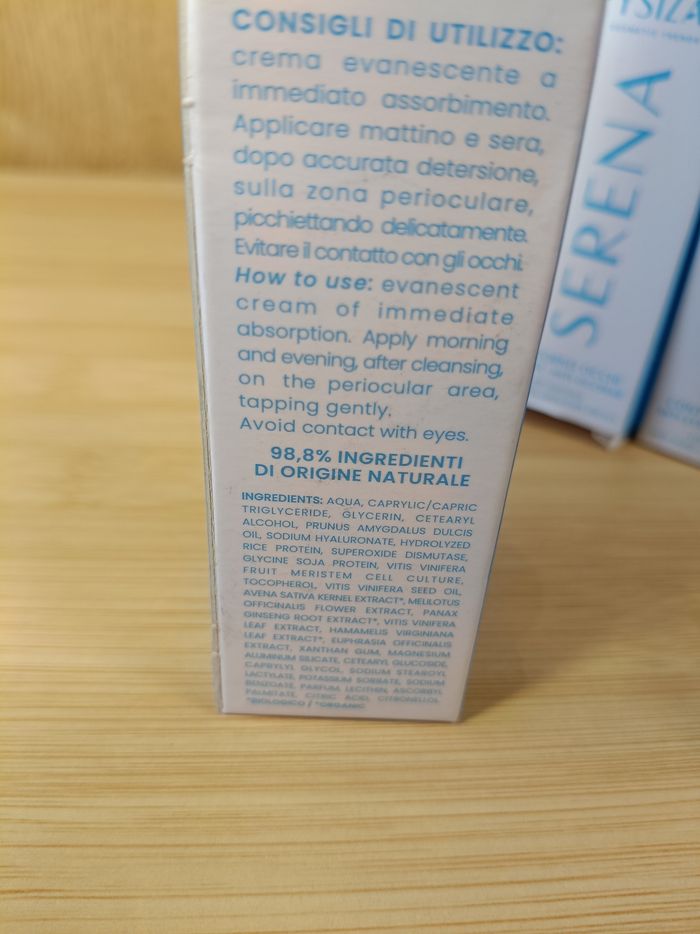 CONSIGLI DI UTILIZZO:
crema evanescente a
immediato assorbimento.
Applicare mattino e sera,
dopo accurata detersione,
sulla zona perioculare,
picchiettando delicatamente.
Evitare il contatto con gli occhi.
How to use: evanescent
cream of immediate
absorption. Apply morning
and evening, after cleansing,
on the periocular area,
tapping gently.
Avoid contact with eyes.
98,8% INGREDIENTI
DI ORIGINE NATURALE
INGREDIENTS: AQUA, CAPRYLIC/CAPRIC
TRIGLYCERIDE, GLYCERIN, CETEARYL
ALCOHOL, PRUNUS AMYGDALUS DULCIS
OIL, SODIUM HYALURONATE, HYDROLYZED
RICE PROTEIN, SUPEROXIDE DISMUTASE,
GLYCINE SOJA PROTEIN, VITIS VINIFERA
FRUIT MERISTEM CELL CULTURE,
TOCOPHEROL, VITIS VINIFERA SEED OIL,
AVENA SATIVA KERNEL EXTRACT*, MELILOTUS
OFFICINALIS FLOWER EXTRACT, PANAX
GINSENG ROOT EXTRACT*, VITIS VINIFERA
LEAF EXTRACT, HAMAMELIS VIRGINIANA
LEAF EXTRACT*, EUPHRASIA OFFICINALIS
EXTRACT, XANTHAN GUM, MAGNESIUM
ALUMINUM SILICATE, CETEARYL GLUCOSIDE,
CAPRYLYL GLYCOL, SODIUM STEAROYL
LACTYLATE, POTASSIUM SORBATE, SODIUM
BENZOATE, PARFUM, LECITHIN, ASCORBYL
PALMITATE, CITRIC ACID, CITRONELLOL.
*BIOLOGICO / *ORGANIC
SERENA